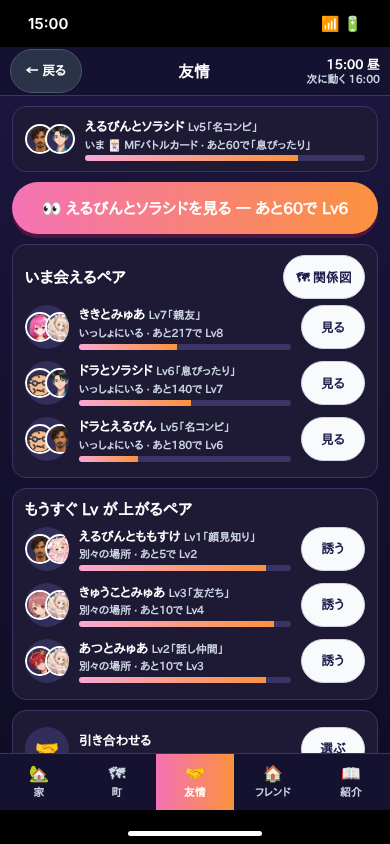 15:00
← 戻る
友情
15:00 昼
次に動く 16:00
えるびんとソラシド Lv5「名コンビ」
いま 🃏 MFバトルカード · あと60で「息ぴったり」
👀 えるびんとソラシドを見る — あと60で Lv6
いま会えるペア
🗺 関係図
ききとみゅあ Lv7「親友」
いっしょにいる · あと217で Lv8
見る
ドラとソラシド Lv6「息ぴったり」
いっしょにいる · あと140で Lv7
見る
ドラとえるびん Lv5「名コンビ」
いっしょにいる · あと180で Lv6
見る
もうすぐ Lv が上がるペア
えるびんとももすけ Lv1「顔見知り」
別々の場所 · あと5で Lv2
誘う
きゅうことみゅあ Lv3「友だち」
別々の場所 · あと10で Lv4
誘う
あつとみゅあ Lv2「話し仲間」
別々の場所 · あと10で Lv3
誘う
引き合わせる
選ぶ
家
町
友情
フレンド
紹介